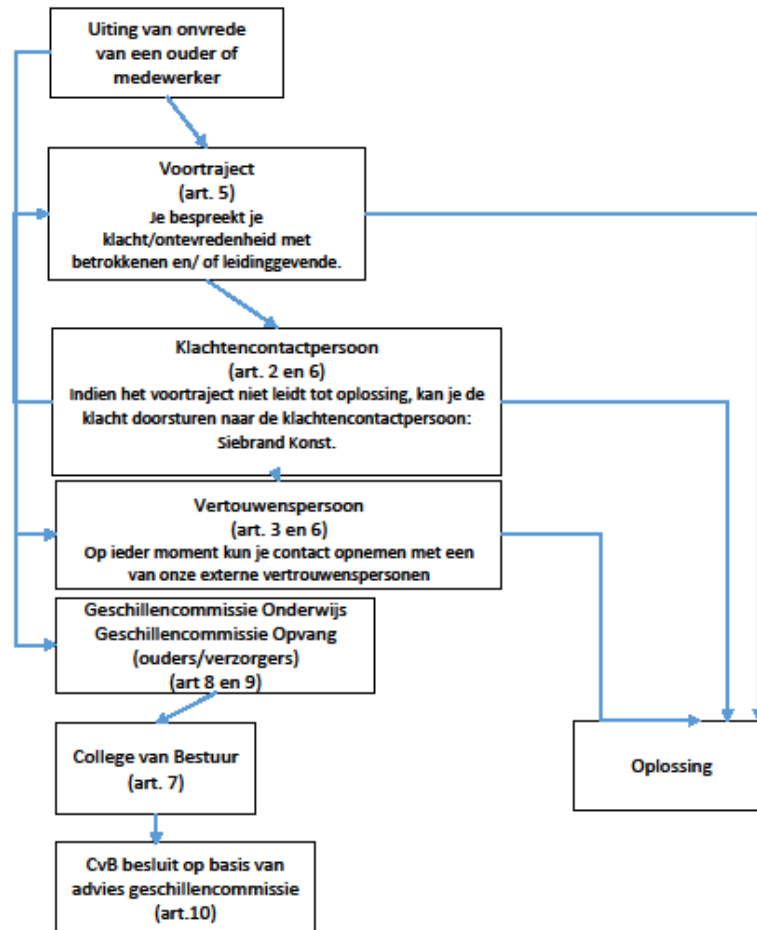 Uiting van onvrede
van een ouder of
medewerker
Voortraject
(art. 5)
Je bespreekt je
klacht/ontevredenheid met
betrokkenen en/ of leidinggevende.
Klachtencontactpersoon
(art. 2 en 6)
Indien het voortraject niet leidt tot oplossing, kan je de
klacht doorsturen naar de klachtencontactpersoon:
Siebrand Konst.
Vertouwenspersoon
(art. 3 en 6)
Op ieder moment kun je contact opnemen met een
van onze externe vertrouwenspersonen
Geschillencommissie Onderwijs
Geschillencommissie Opvang
(ouders/verzorgers)
(art 8 en 9)
College van Bestuur
(art. 7)
Oplossing
CvB besluit op basis van
advies geschillencommissie
(art.10)